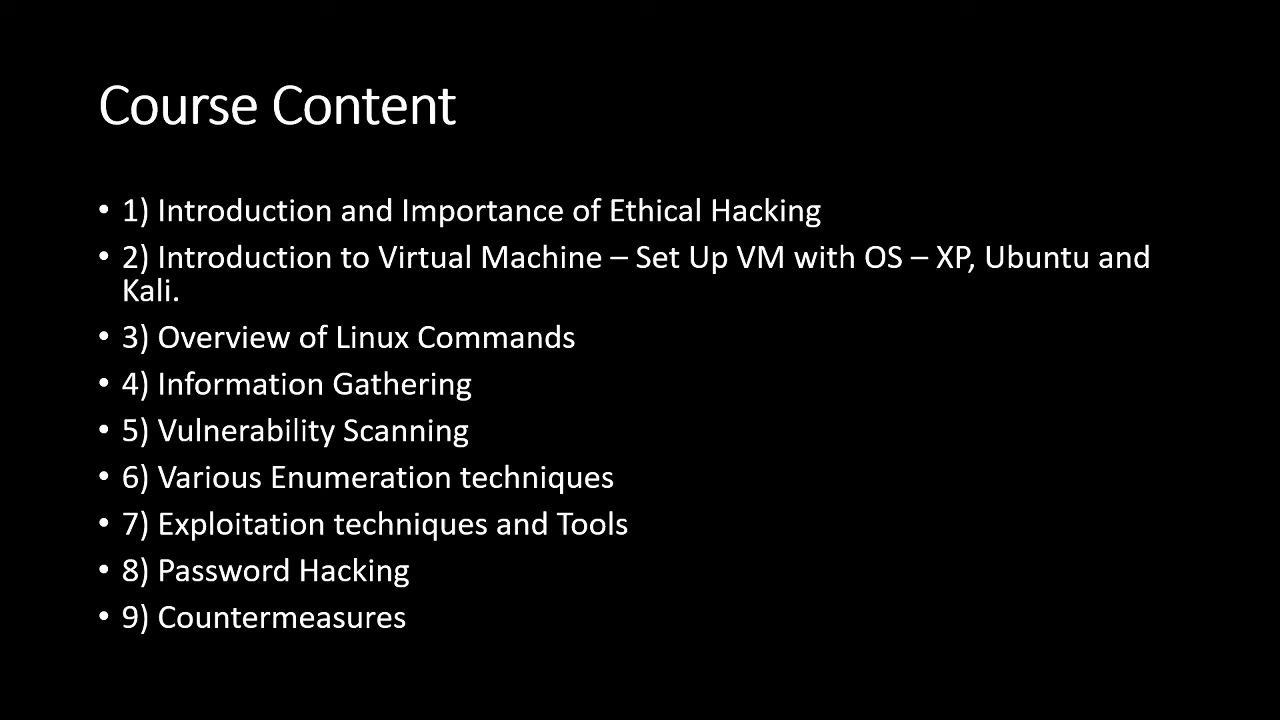 Course Content
• 1) Introduction and Importance of Ethical Hacking
• 2) Introduction to Virtual Machine – Set Up VM with OS – XP, Ubuntu and
Kali.
• 3) Overview of Linux Commands
• 4) Information Gathering
• 5) Vulnerability Scanning
• 6) Various Enumeration techniques
• 7) Exploitation techniques and Tools
• 8) Password Hacking
• 9) Countermeasures